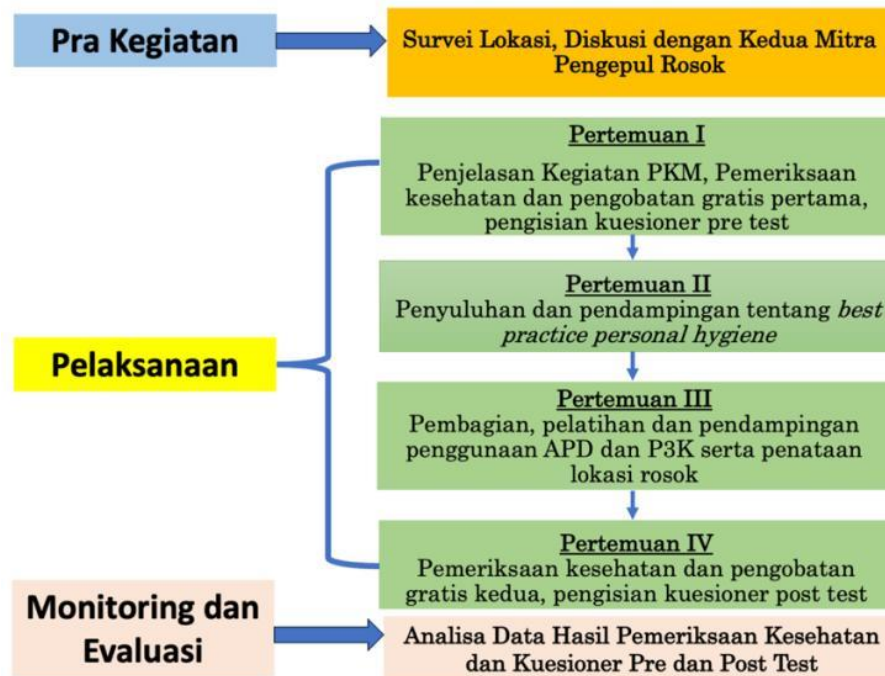 Pra Kegiatan
Survei Lokasi, Diskusi dengan Kedua Mitra
Pengepul Rosok
Pelaksanaan
Pertemuan I
Penjelasan Kegiatan PKM, Pemeriksaan
kesehatan dan pengobatan gratis pertama,
pengisian kuesioner pre test
Pertemuan II
Penyuluhan dan pendampingan tentang best
practice personal hygiene
Pertemuan III
Pembagian, pelatihan dan pendampingan
penggunaan APD dan P3K serta penataan
lokasi rosok
Pertemuan IV
Pemeriksaan kesehatan dan pengobatan
gratis kedua, pengisian kuesioner post test
Monitoring dan
Evaluasi
Analisa Data Hasil Pemeriksaan Kesehatan
dan Kuesioner Pre dan Post Test